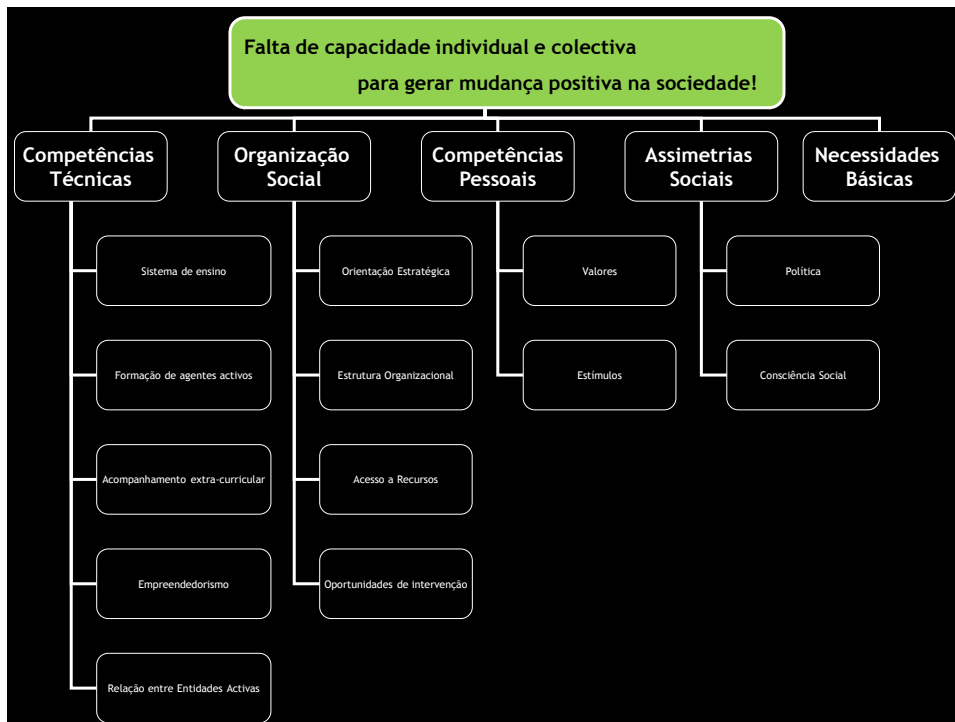 Falta de capacidade individual e colectiva
para gerar mudança positiva na sociedade!
Competências
Técnicas
Sistema de ensino
Formação de agentes activos
Acompanhamento extra-curricular
Empreendedorismo
Relação entre Entidades Activas
Organização
Social
Orientação Estratégica
Estrutura Organizacional
Acesso a Recursos
Oportunidades de intervenção
Competências
Pessoais
Valores
Estímulos
Assimetrias
Sociais
Política
Consciência Social
Necessidades
Básicas